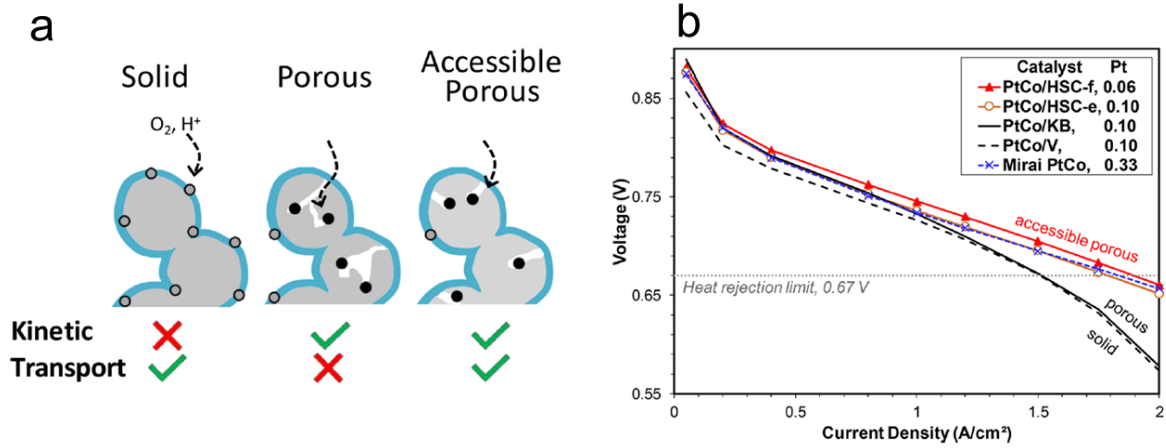 a
Solid
Porous
Accessible
Porous
O₂, H⁺
Kinetic
Transport
b
Catalyst Pt
PtCo/HSC-f, 0.06
PtCo/HSC-e, 0.10
PtCo/KB, 0.10
PtCo/V, 0.10
Mirai PtCo, 0.33
accessible porous
Heat rejection limit, 0.67 V
porous
solid
Voltage (V)
0.85
0.75
0.65
0.55
0 0.5 1 1.5 2
Current Density (A/cm²)